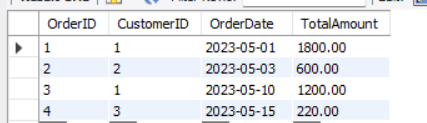 OrderID CustomerID OrderDate TotalAmount
1 1 2023-05-01 1800.00
2 2 2023-05-03 600.00
3 1 2023-05-10 1200.00
4 3 2023-05-15 220.00